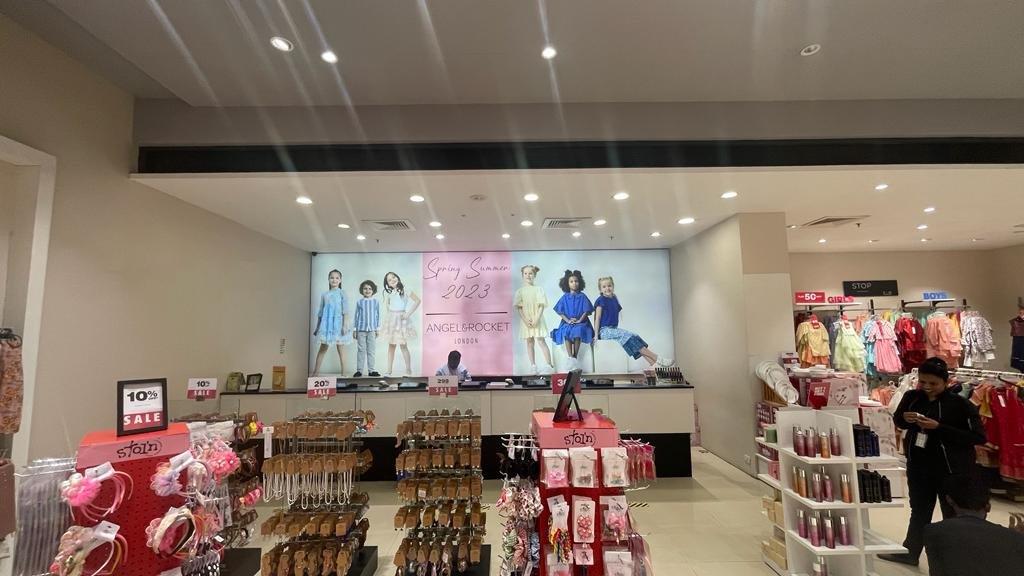 Spring Summer
2023
ANGEL&ROCKET
LONDON
STOP
50%
GIRLS
BOYS
10%
SALE
10%
SALE
20%
SALE
299
stoln
stoln